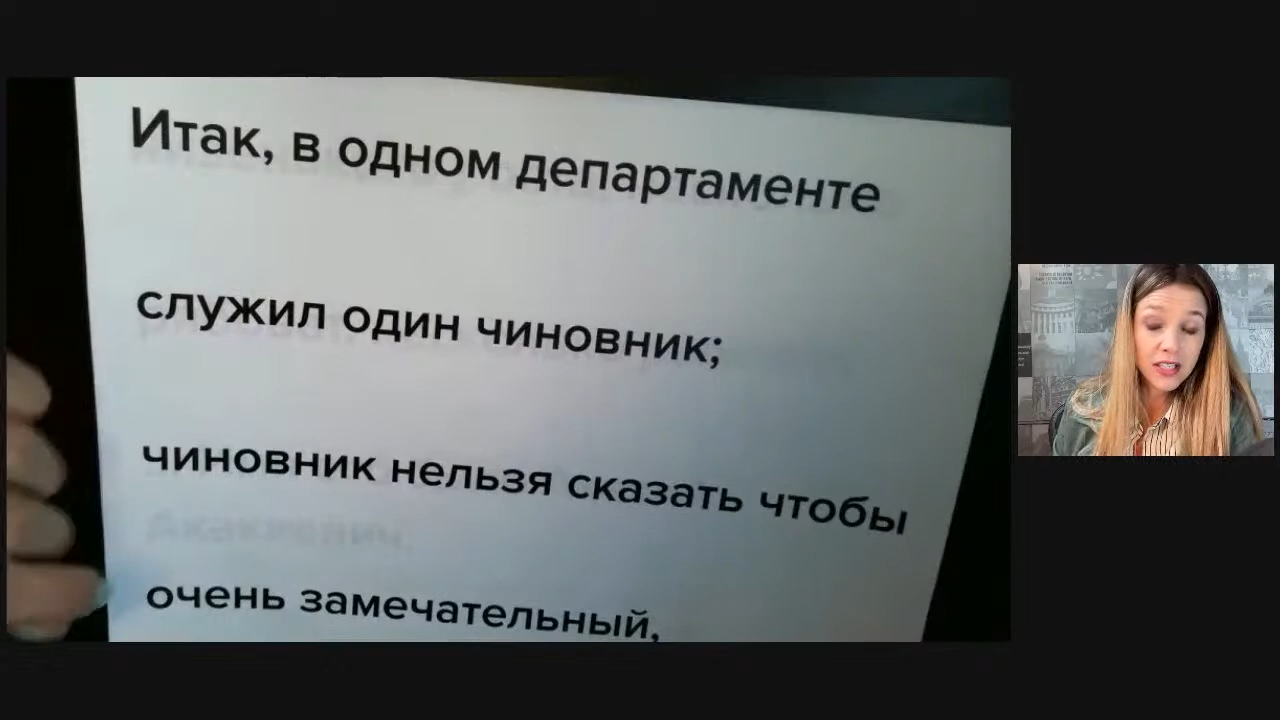 Итак, в одном департаменте
служил один чиновник;
чиновник нельзя сказать чтобы
очень замечательный,